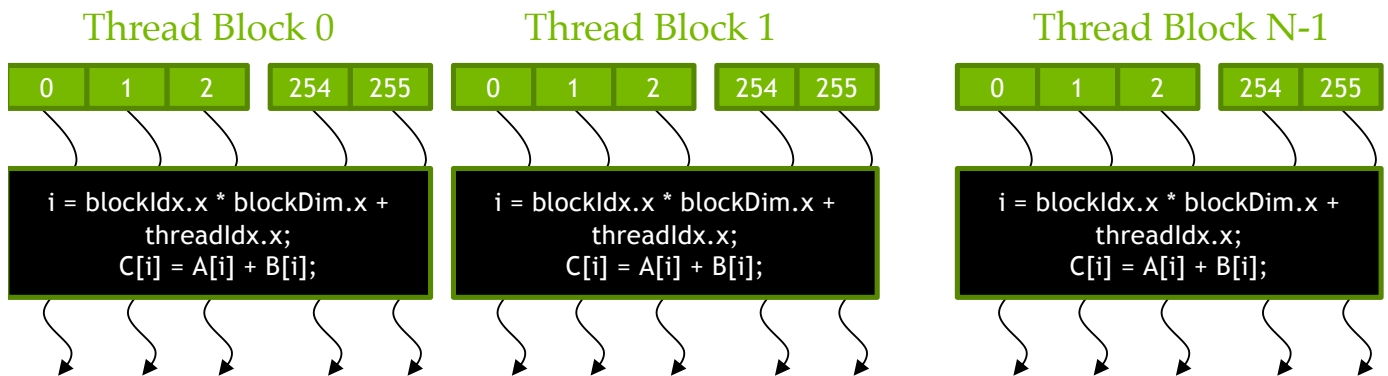 Thread Block 0
0 1 2 254 255
i = blockIdx.x * blockDim.x +
threadIdx.x;
C[i] = A[i] + B[i];
Thread Block 1
0 1 2 254 255
i = blockIdx.x * blockDim.x +
threadIdx.x;
C[i] = A[i] + B[i];
Thread Block N-1
0 1 2 254 255
i = blockIdx.x * blockDim.x +
threadIdx.x;
C[i] = A[i] + B[i];